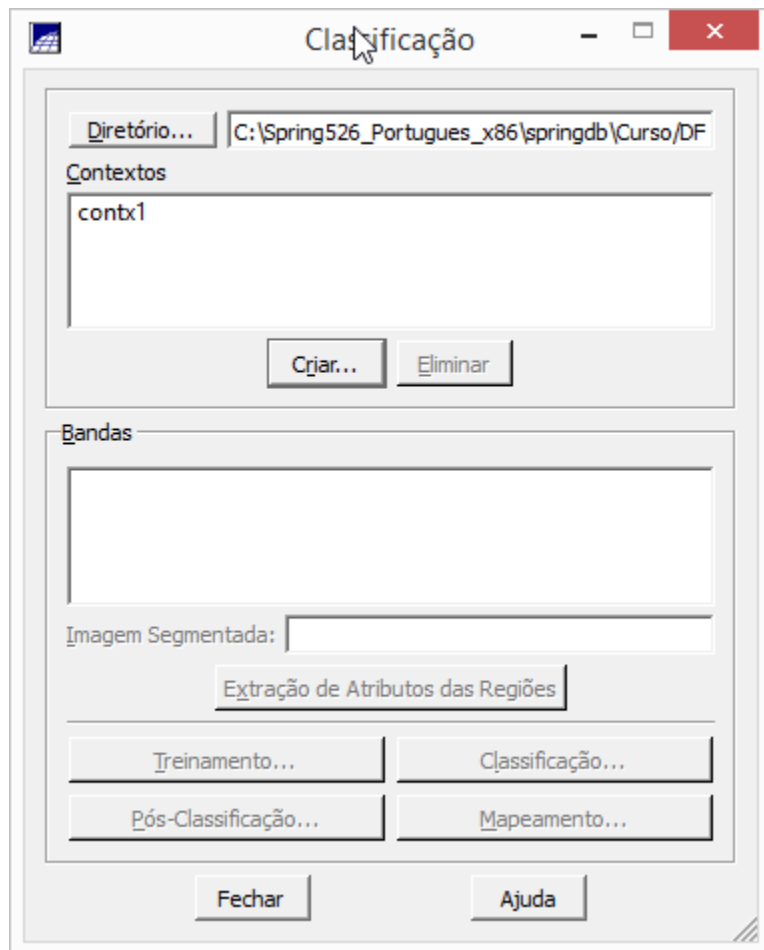 Classificação
Diretório... C:\Spring526_Portugues_x86\springdb\Curso/DF
Contextos
contx1
Criar... Eliminar
Bandas
Imagem Segmentada:
Extração de Atributos das Regiões
Treinamento... Classificação...
Pós-Classificação... Mapeamento...
Fechar Ajuda